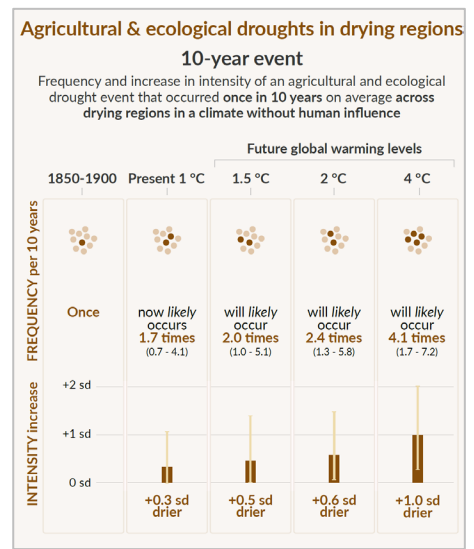 Agricultural & ecological droughts in drying regions
10-year event
Frequency and increase in intensity of an agricultural and ecological
drought event that occurred once in 10 years on average across
drying regions in a climate without human influence
Future global warming levels
1850-1900 Present 1 °C 1.5 °C 2 °C 4 °C
FREQUENCY per 10 years
Once
now likely
occurs
1.7 times
(0.7 - 4.1)
will likely
occur
2.0 times
(1.0 - 5.1)
will likely
occur
2.4 times
(1.3 - 5.8)
will likely
occur
4.1 times
(1.7 - 7.2)
INTENSITY increase
+2 sd
+1 sd
0 sd
+0.3 sd
drier
+0.5 sd
drier
+0.6 sd
drier
+1.0 sd
drier